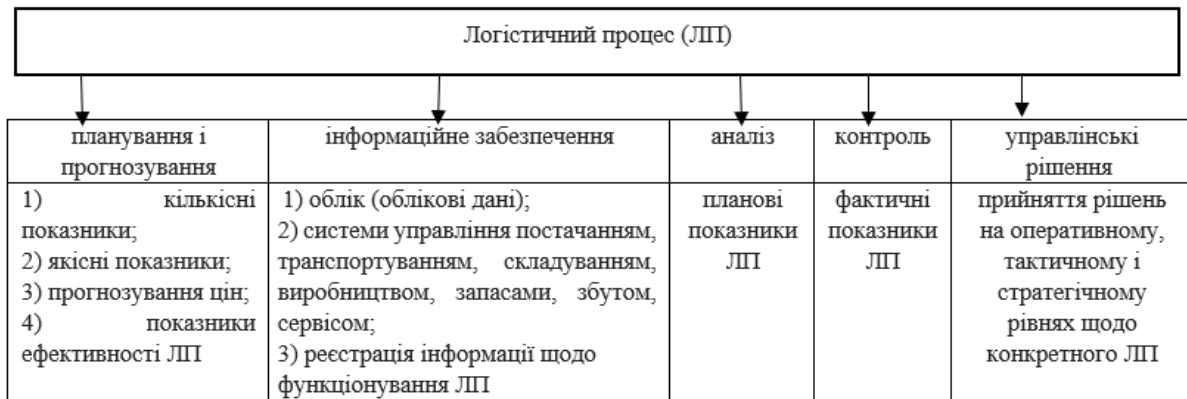 Логістичний процес (ЛП)
планування і
прогнозування
1) кількісні
показники;
2) якісні показники;
3) прогнозування цін;
4) показники
ефективності ЛП
інформаційне забезпечення
1) облік (облікові дані);
2) системи управління постачанням,
транспортуванням, складуванням,
виробництвом, запасами, збутом,
сервісом;
3) реєстрація інформації щодо
функціонування ЛП
аналіз
планові
показники
ЛП
контроль
фактичні
показники
ЛП
управлінські
рішення
прийняття рішень
на оперативному,
тактичному і
стратегічному
рівнях щодо
конкретного ЛП